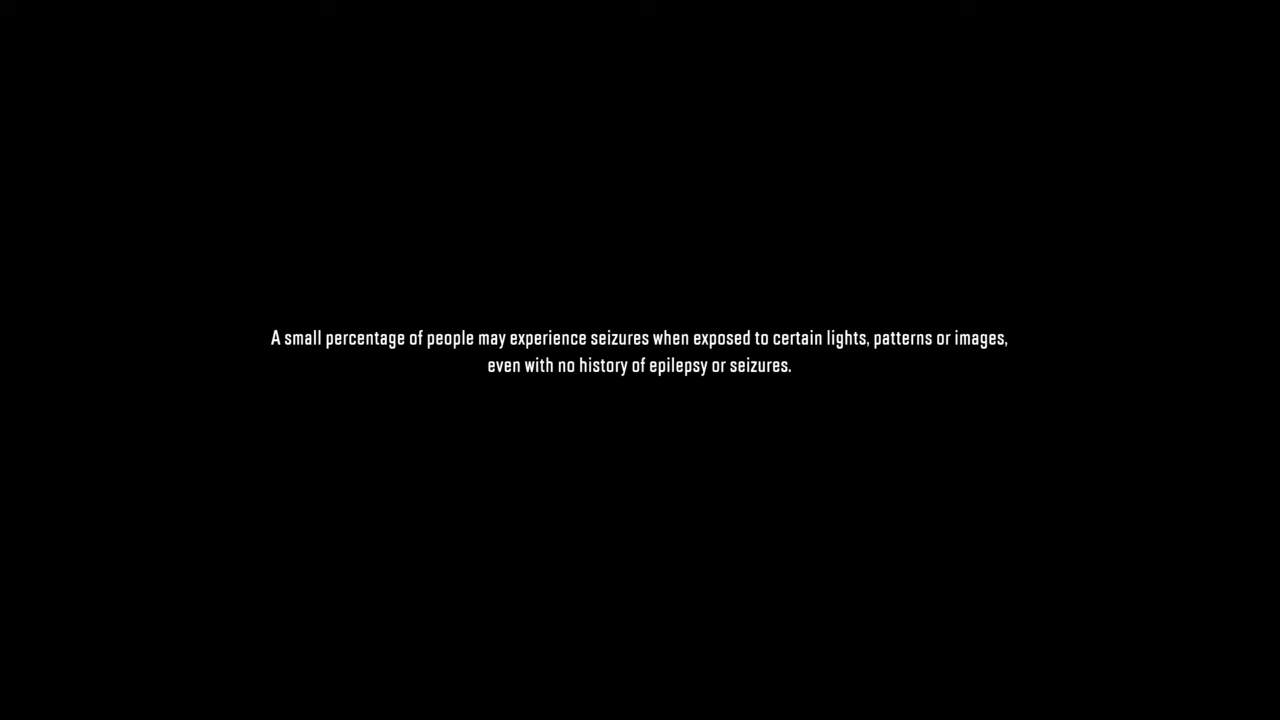 A small percentage of people may experience seizures when exposed to certain lights, patterns or images,
even with no history of epilepsy or seizures.